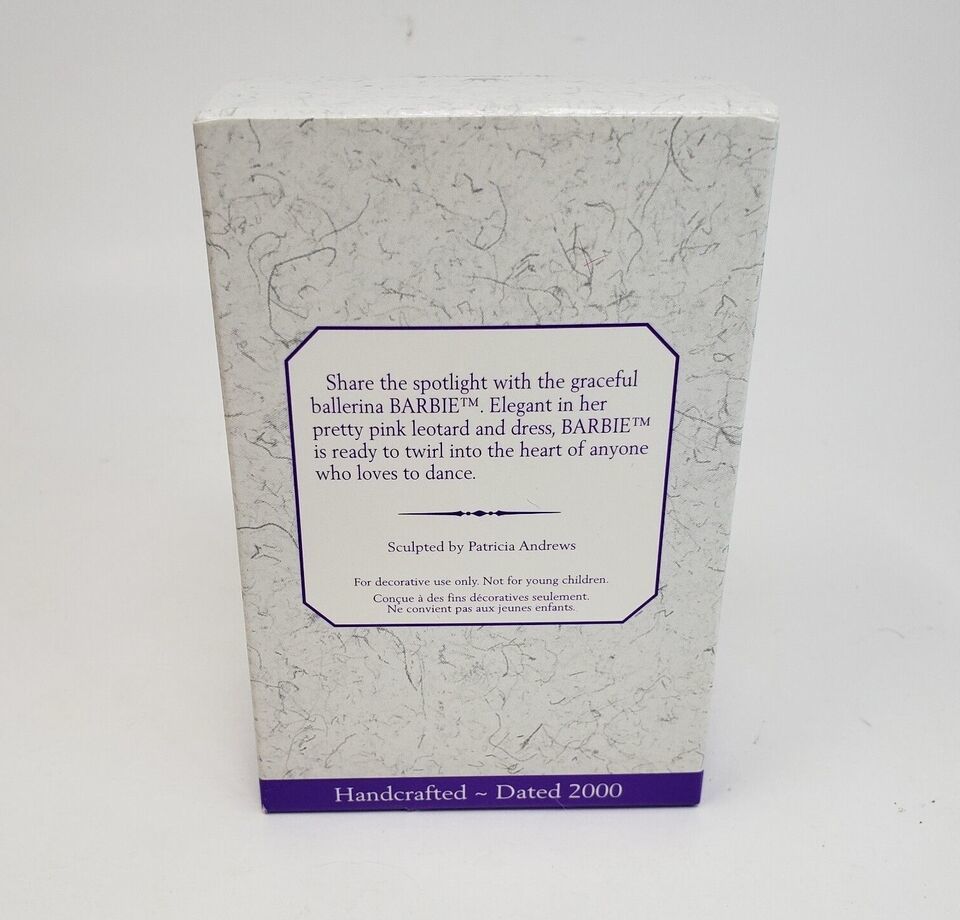 Share the spotlight with the graceful
ballerina BARBIE™. Elegant in her
pretty pink leotard and dress, BARBIE™
is ready to twirl into the heart of anyone
who loves to dance.
Sculpted by Patricia Andrews
For decorative use only. Not for young children.
Conçue à des fins décoratives seulement.
Ne convient pas aux jeunes enfants.
Handcrafted ~ Dated 2000